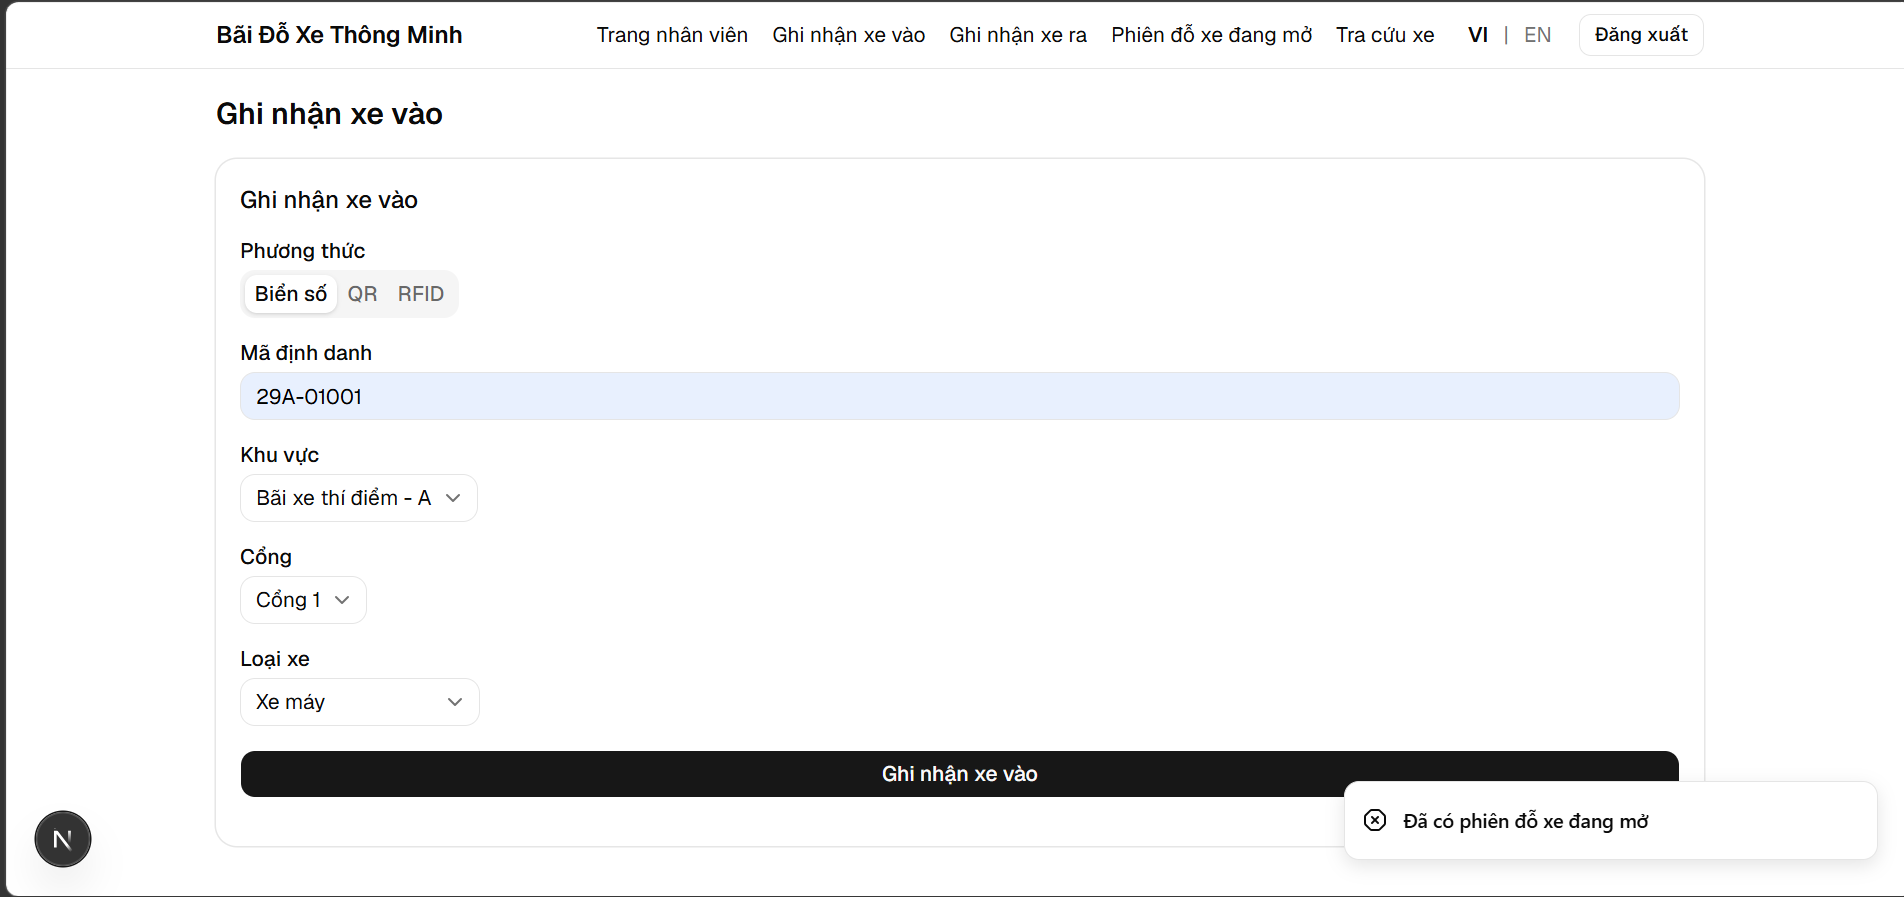 Bãi Đỗ Xe Thông Minh
Trang nhân viên Ghi nhận xe vào Ghi nhận xe ra Phiên đỗ xe đang mở Tra cứu xe VI | EN Đăng xuất
Ghi nhận xe vào
Ghi nhận xe vào
Phương thức
Biển số QR RFID
Mã định danh
29A-01001
Khu vực
Bãi xe thí điểm - A
Cổng
Cổng 1
Loại xe
Xe máy
Ghi nhận xe vào
Đã có phiên đỗ xe đang mở
N